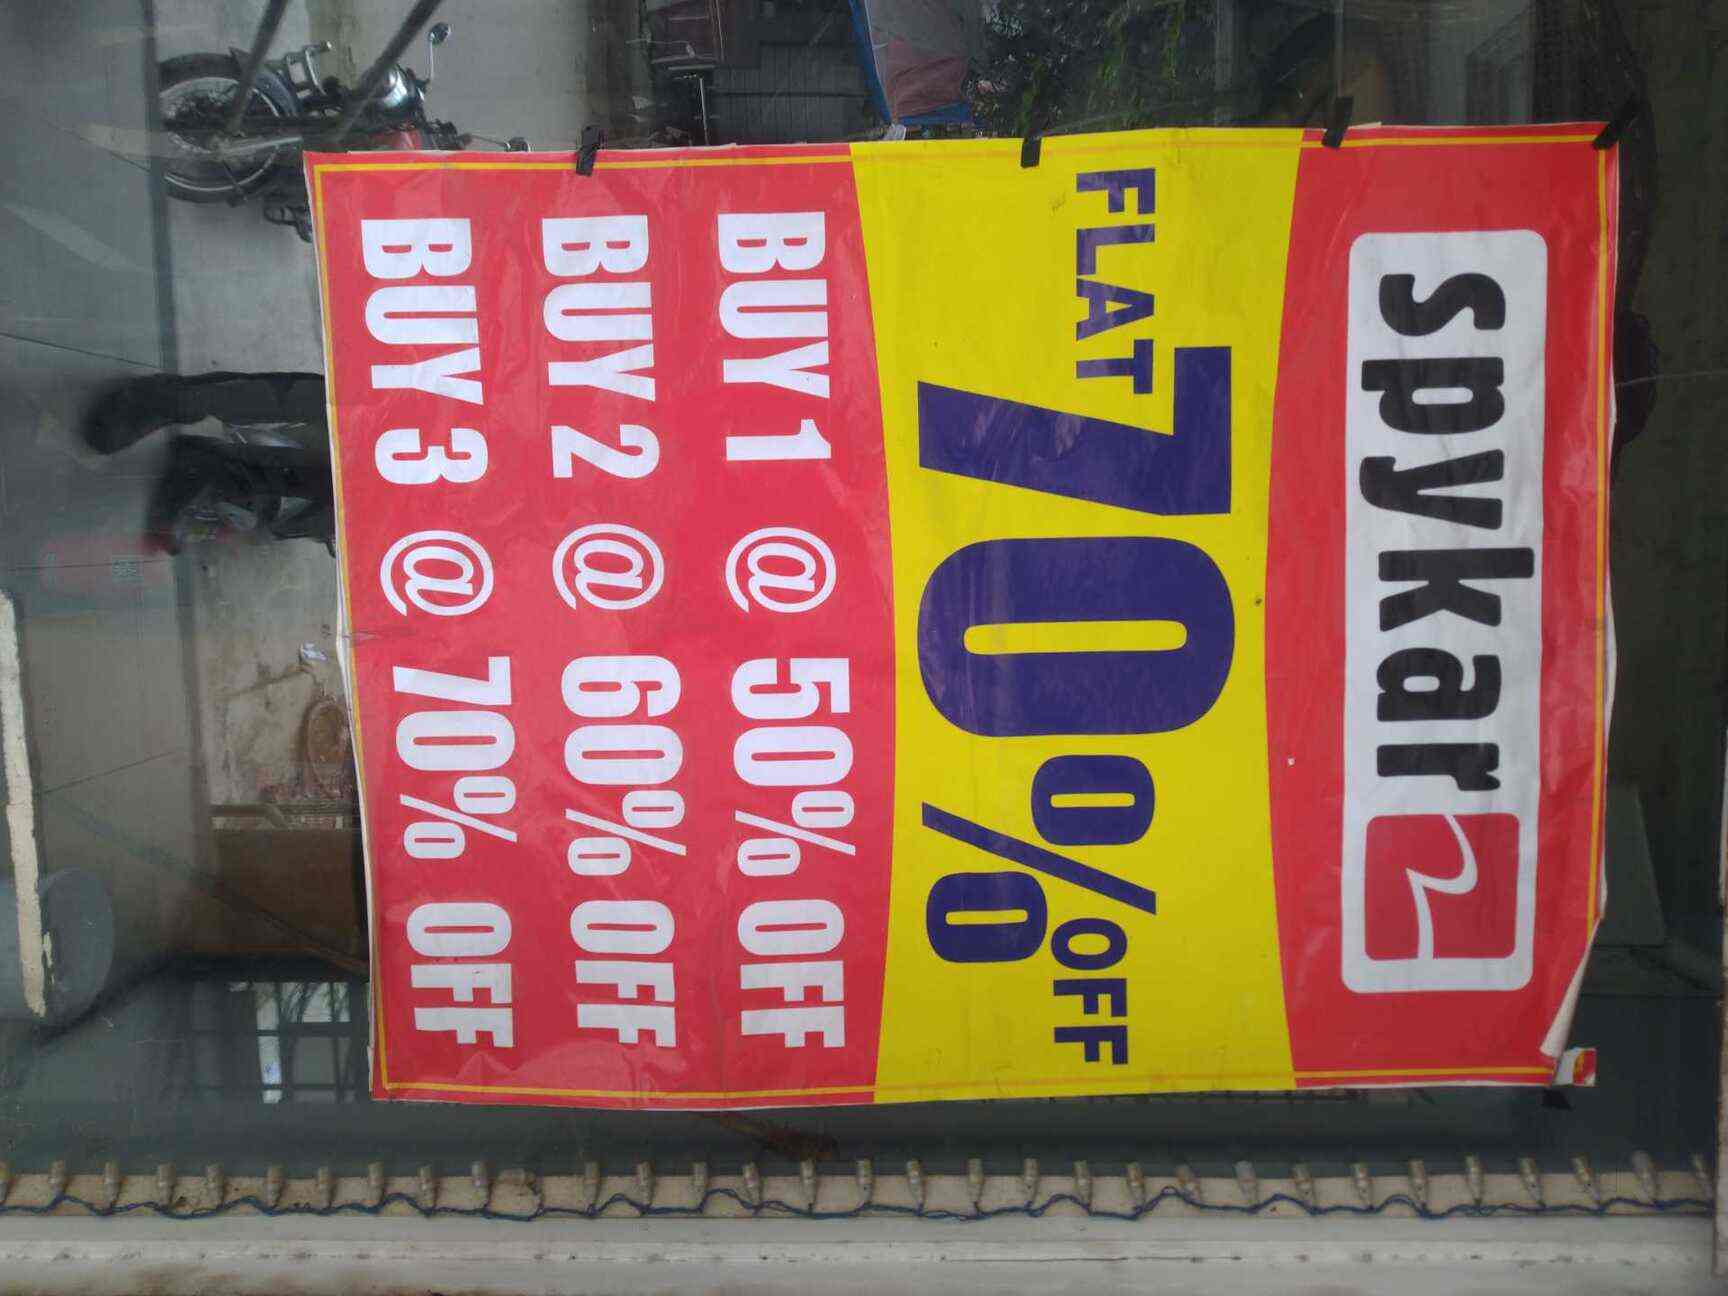 spykar
FLAT 70% OFF
BUY 1 @ 50% OFF
BUY 2 @ 60% OFF
BUY 3 @ 70% OFF